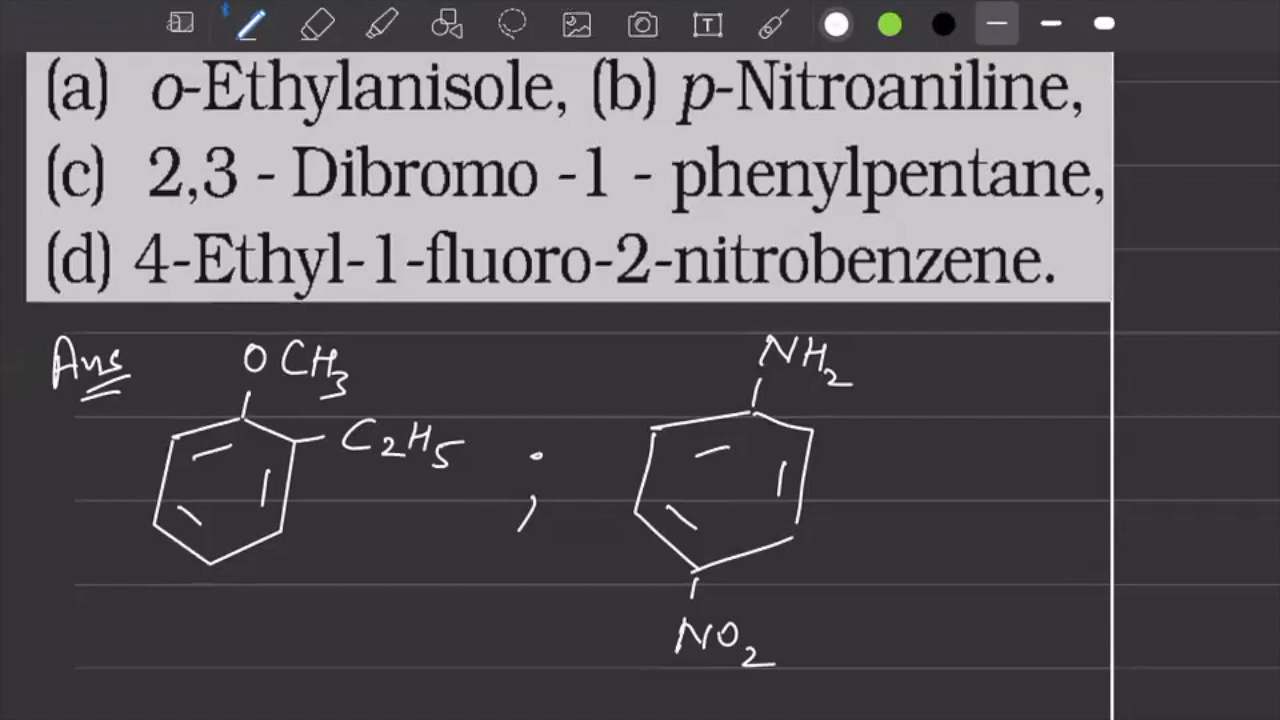 (a) o-Ethylanisole, (b) p-Nitroaniline,
(c) 2,3 - Dibromo -1 - phenylpentane,
(d) 4-Ethyl-1-fluoro-2-nitrobenzene.
Ans
OCH3
C2H5
;
NH2
NO2